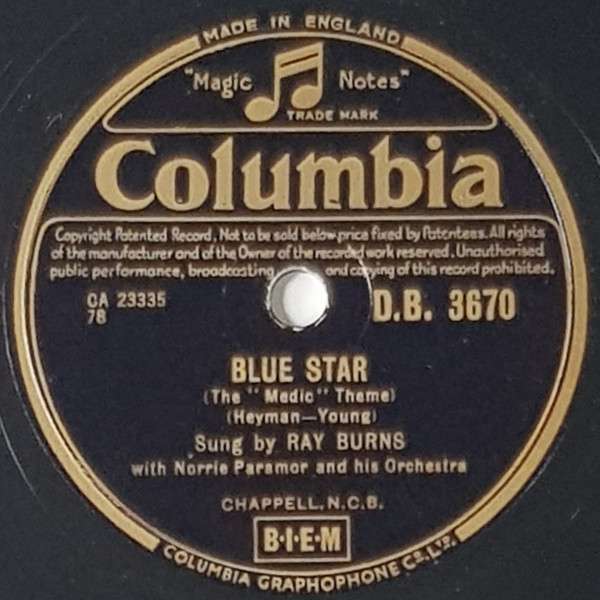 MADE IN ENGLAND
"Magic Notes"
TRADE MARK
Columbia
Copyright Patented Record. Not to be sold below price fixed by Patentees. All rights
of the manufacturer and of the Owner of the recorded work reserved. Unauthorised
public performance, broadcasting and copying of this record prohibited.
CA 23335
78
D.B. 3670
BLUE STAR
(The "Medic" Theme)
(Heyman—Young)
Sung by RAY BURNS
with Norrie Paramor and his Orchestra
CHAPPELL, N.C.B.
B·I·E·M
COLUMBIA GRAPHOPHONE CO. LTD.